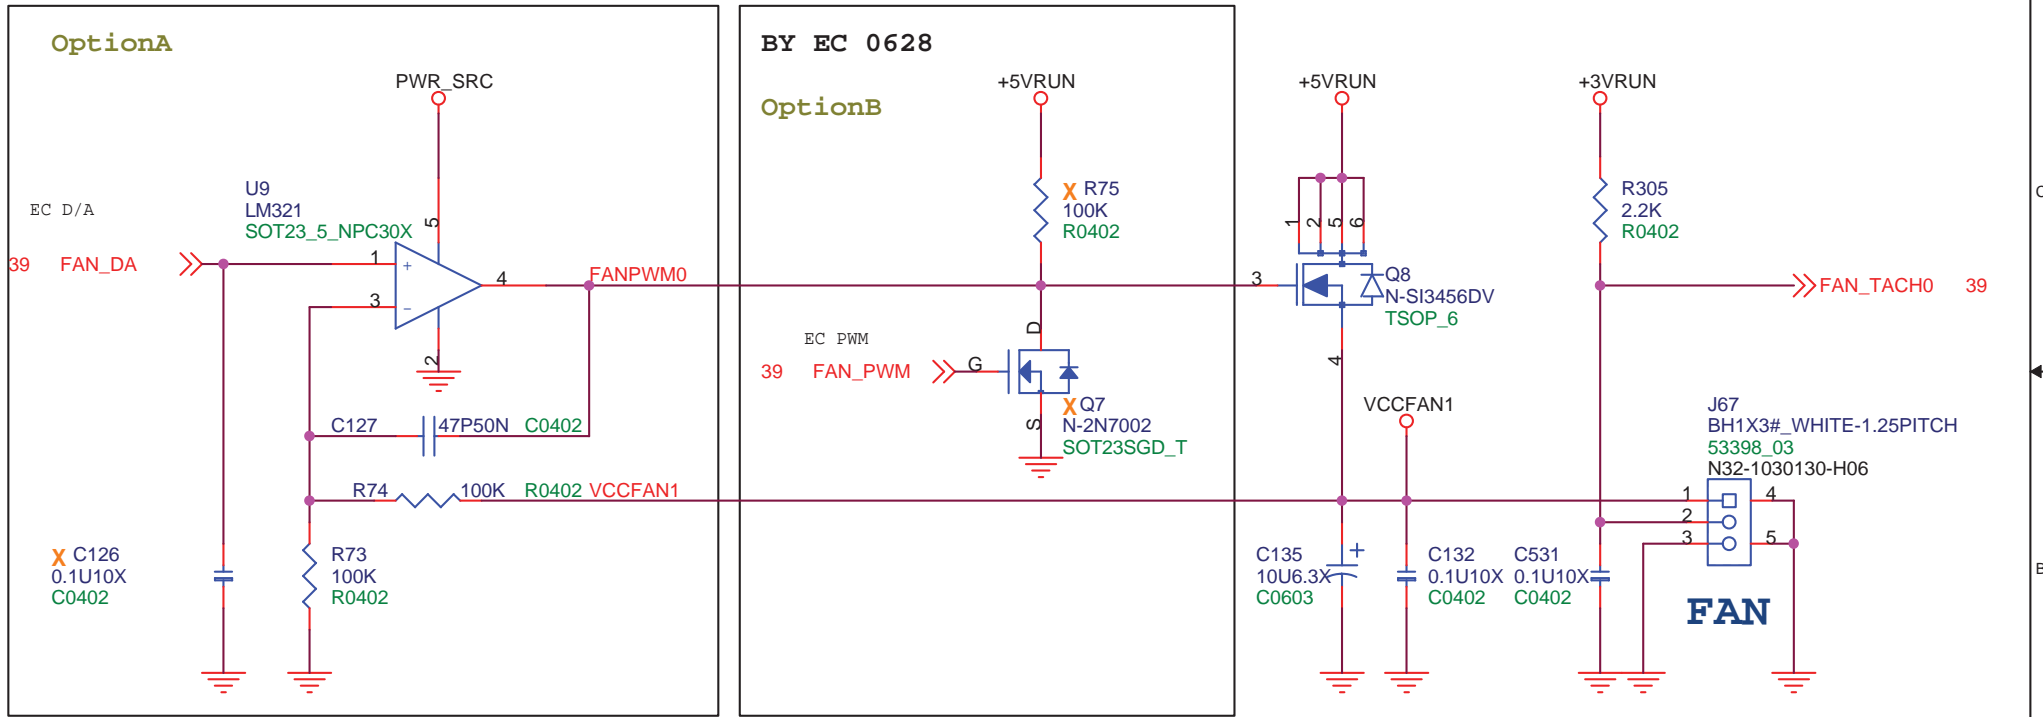 OptionA
PWR_SRC
U9
LM321
SOT23_5_NPC30X
EC D/A
39 FAN_DA
1
+
3
−
5
2
4
FANPWM0
C127 47P50N C0402
R74 100K R0402 VCCFAN1
X C126
0.1U10X
C0402
R73
100K
R0402
BY EC 0628
OptionB
+5VRUN
X R75
100K
R0402
EC PWM
39 FAN_PWM
G
D
S
X Q7
N-2N7002
SOT23SGD_T
+5VRUN
1 2 5 6
3
4
Q8
N-SI3456DV
TSOP_6
+3VRUN
R305
2.2K
R0402
FAN_TACH0 39
VCCFAN1
J67
BH1X3#_WHITE-1.25PITCH
53398_03
N32-1030130-H06
1 4
2
3 5
C135
10U6.3X
C0603
+
C132
0.1U10X
C0402
C531
0.1U10X
C0402
FAN